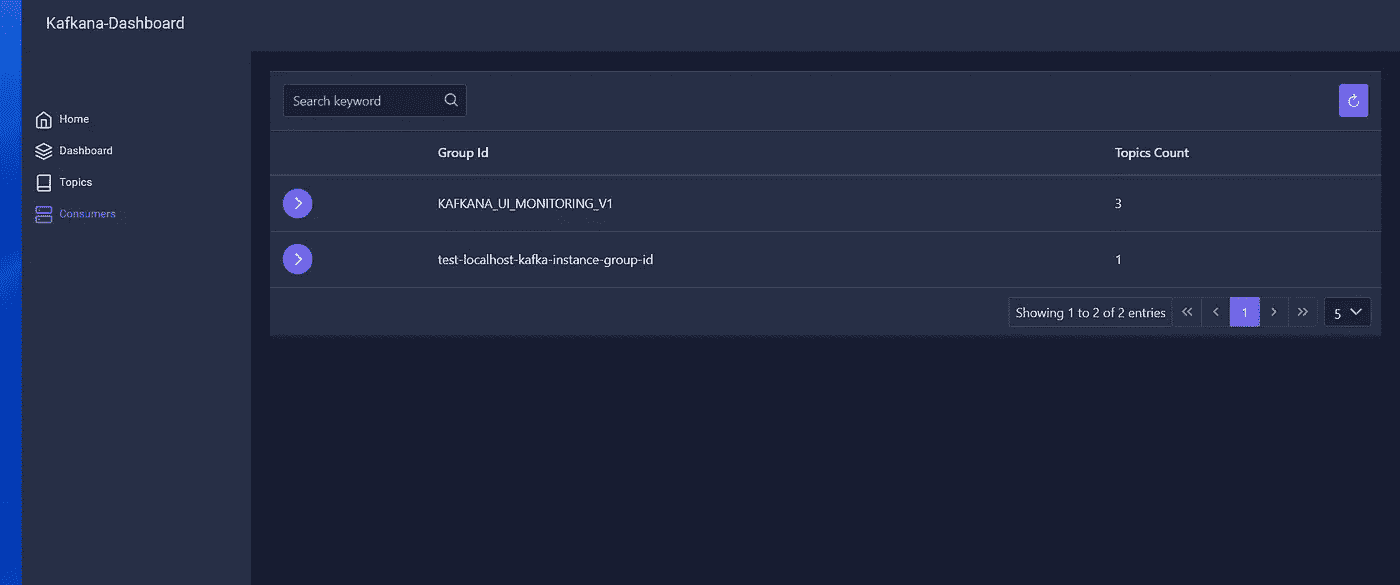 Kafkana-Dashboard
Home
Dashboard
Topics
Consumers
Search keyword
Group Id Topics Count
KAFKANA_UI_MONITORING_V1 3
test-localhost-kafka-instance-group-id 1
Showing 1 to 2 of 2 entries 1 5